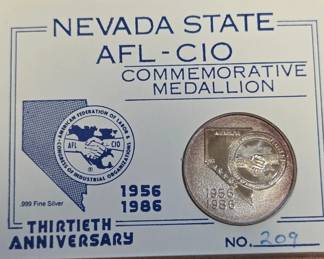 NEVADA STATE
AFL-CIO
COMMEMORATIVE
MEDALLION
AMERICAN FEDERATION OF LABOR &
CONGRESS OF INDUSTRIAL ORGANIZATIONS
AFL CIO
®
.999 Fine Silver
1956
1986
1956
1986
THIRTIETH
ANNIVERSARY
NO. 209